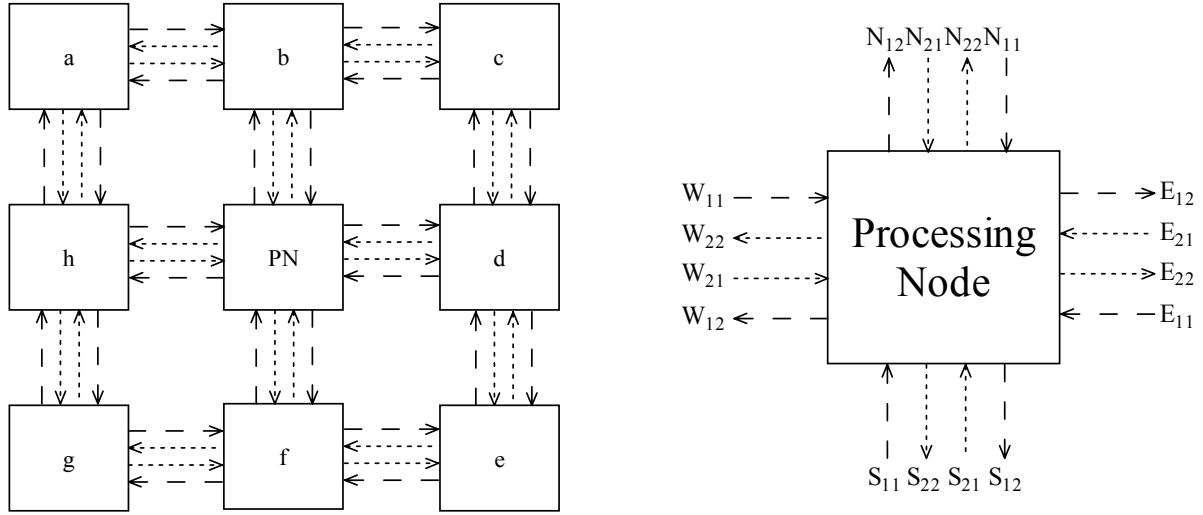 a b c
h PN d
g f e
N₁₂N₂₁N₂₂N₁₁
W₁₁
W₂₂
W₂₁
W₁₂
Processing
Node
E₁₂
E₂₁
E₂₂
E₁₁
S₁₁ S₂₂ S₂₁ S₁₂